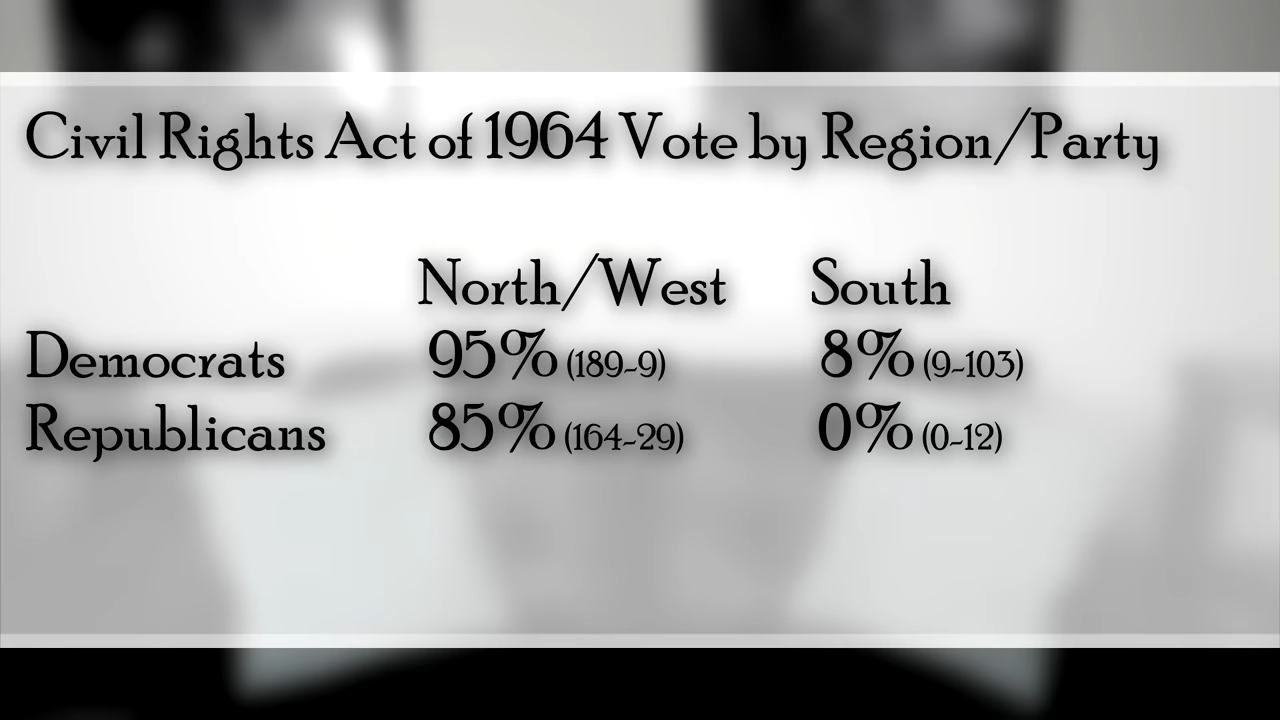 Civil Rights Act of 1964 Vote by Region/Party
North/West South
Democrats 95% (189-9) 8% (9-103)
Republicans 85% (164-29) 0% (0-12)